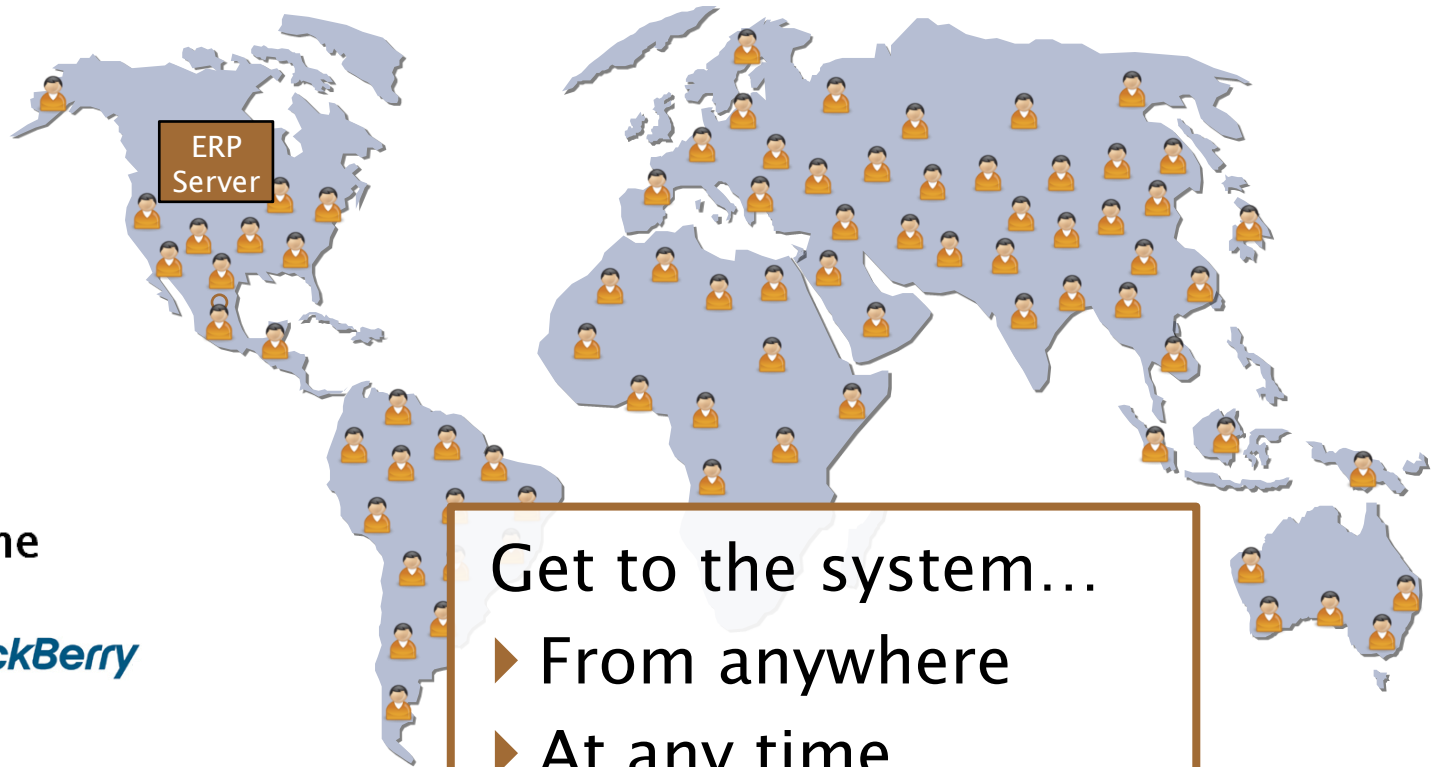 ERP
Server
ne
ckBerry
Get to the system…
From anywhere
At any time